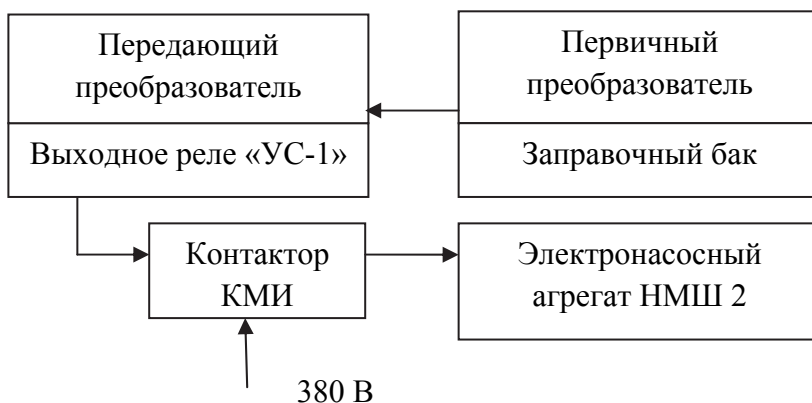 Передающий
преобразователь
Выходное реле «УС-1»
Первичный
преобразователь
Заправочный бак
Контактор
КМИ
Электронасосный
агрегат НМШ 2
380 В